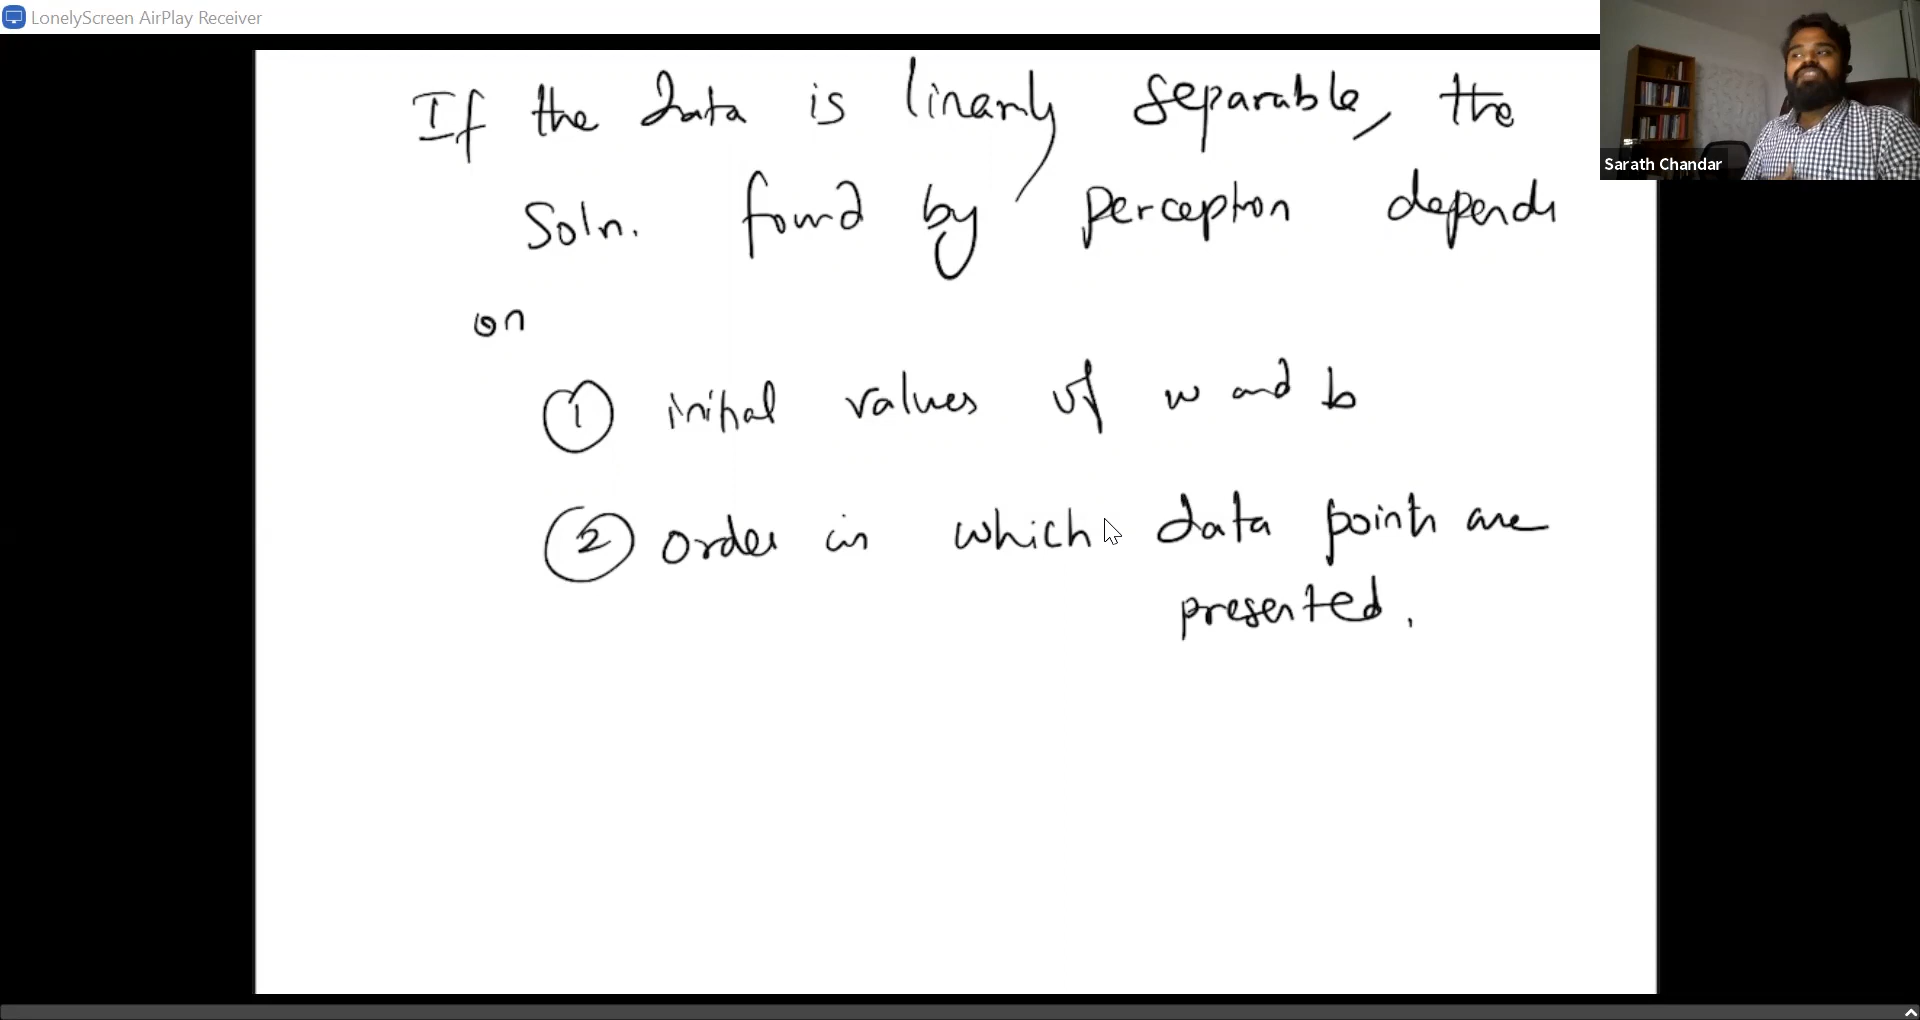 LonelyScreen AirPlay Receiver
If the data is linearly separable, the
Soln. found by perceptron depends
on
① initial values of w and b
② order in which data points are
presented.
Sarath Chandar